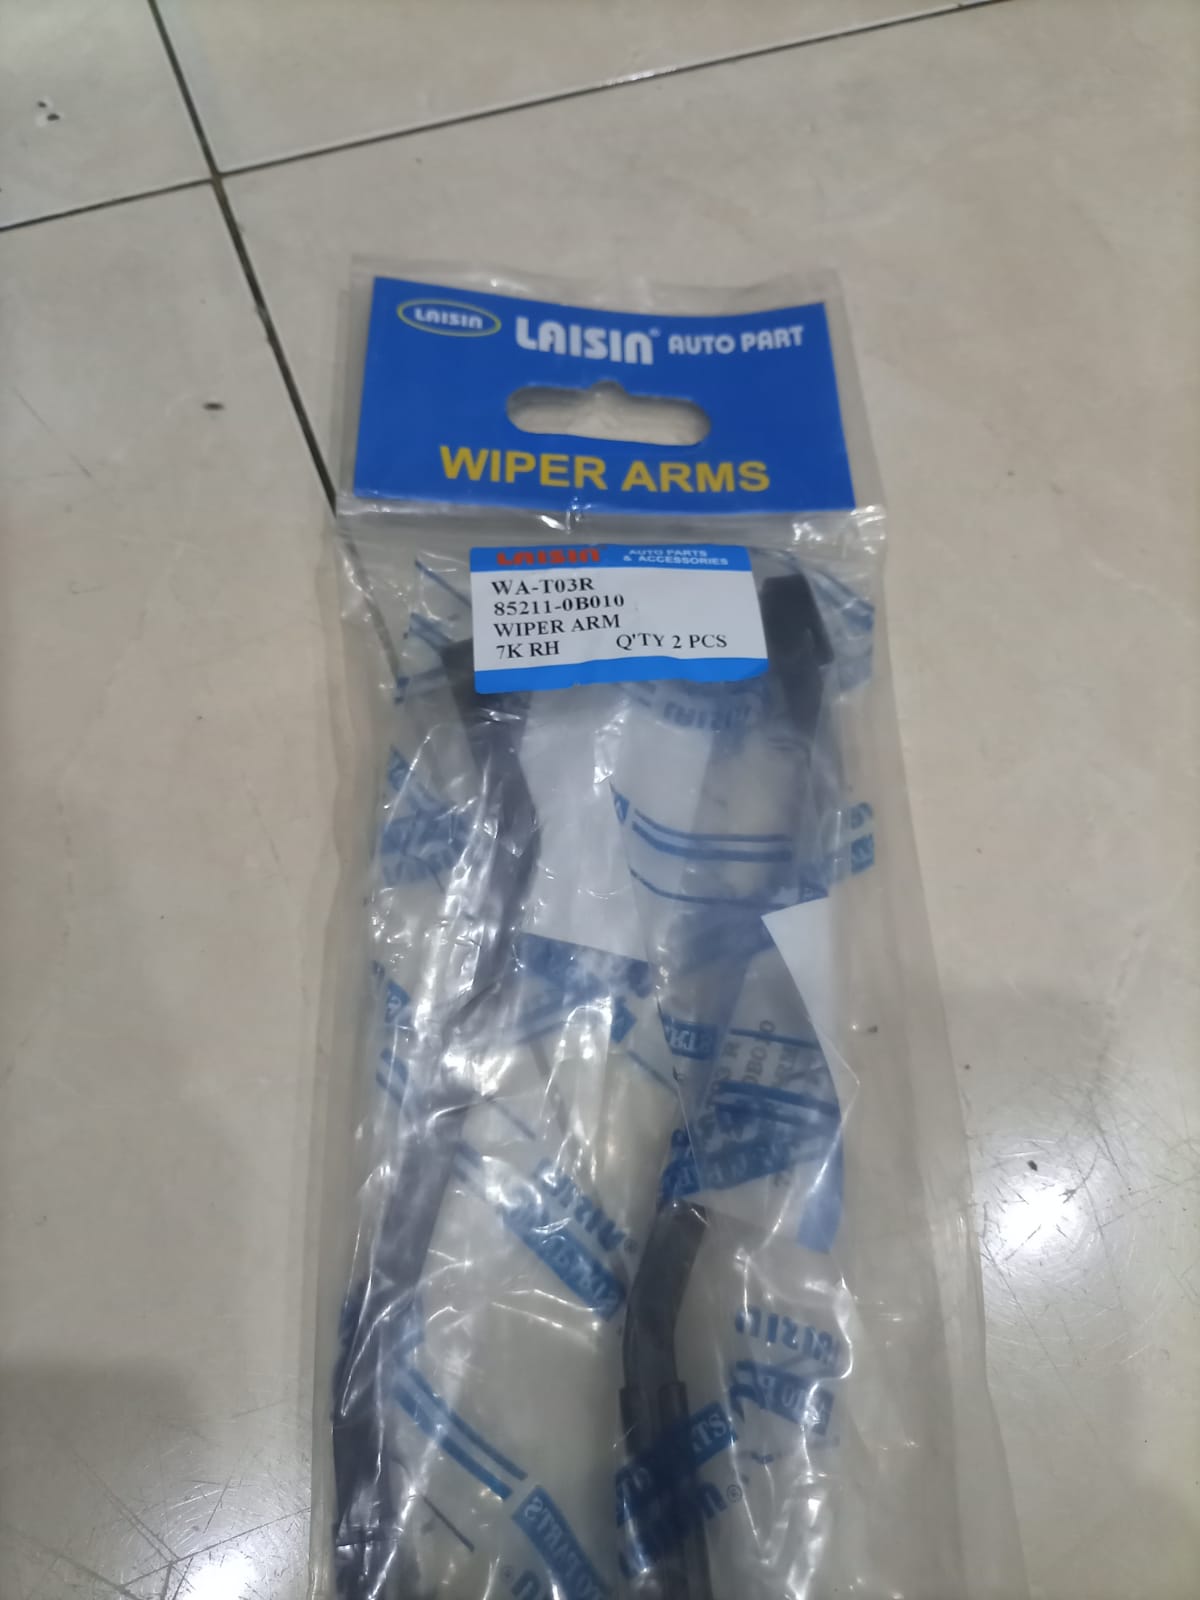 LAISIN LAISIN® AUTO PART
WIPER ARMS
LAISIN AUTO PARTS
& ACCESSORIES
WA-T03R
85211-0B010
WIPER ARM
7K RH Q'TY 2 PCS